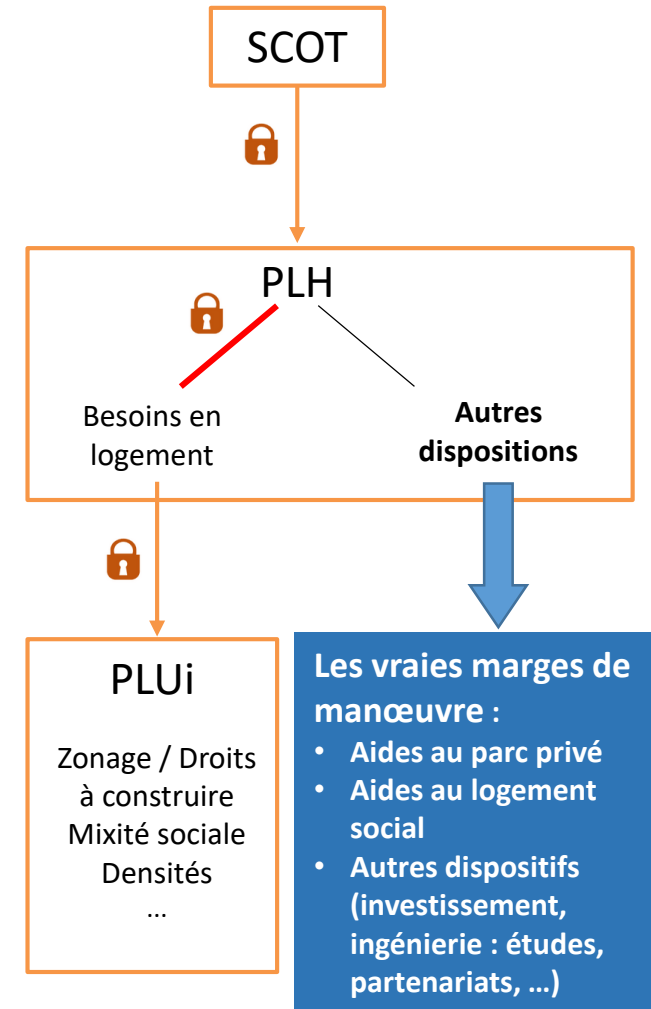 SCOT
PLH
Besoins en
logement
Autres
dispositions
PLUi
Zonage / Droits
à construire
Mixité sociale
Densités
...
Les vraies marges de
manœuvre :
• Aides au parc privé
• Aides au logement
social
• Autres dispositifs
(investissement,
ingénierie : études,
partenariats, …)